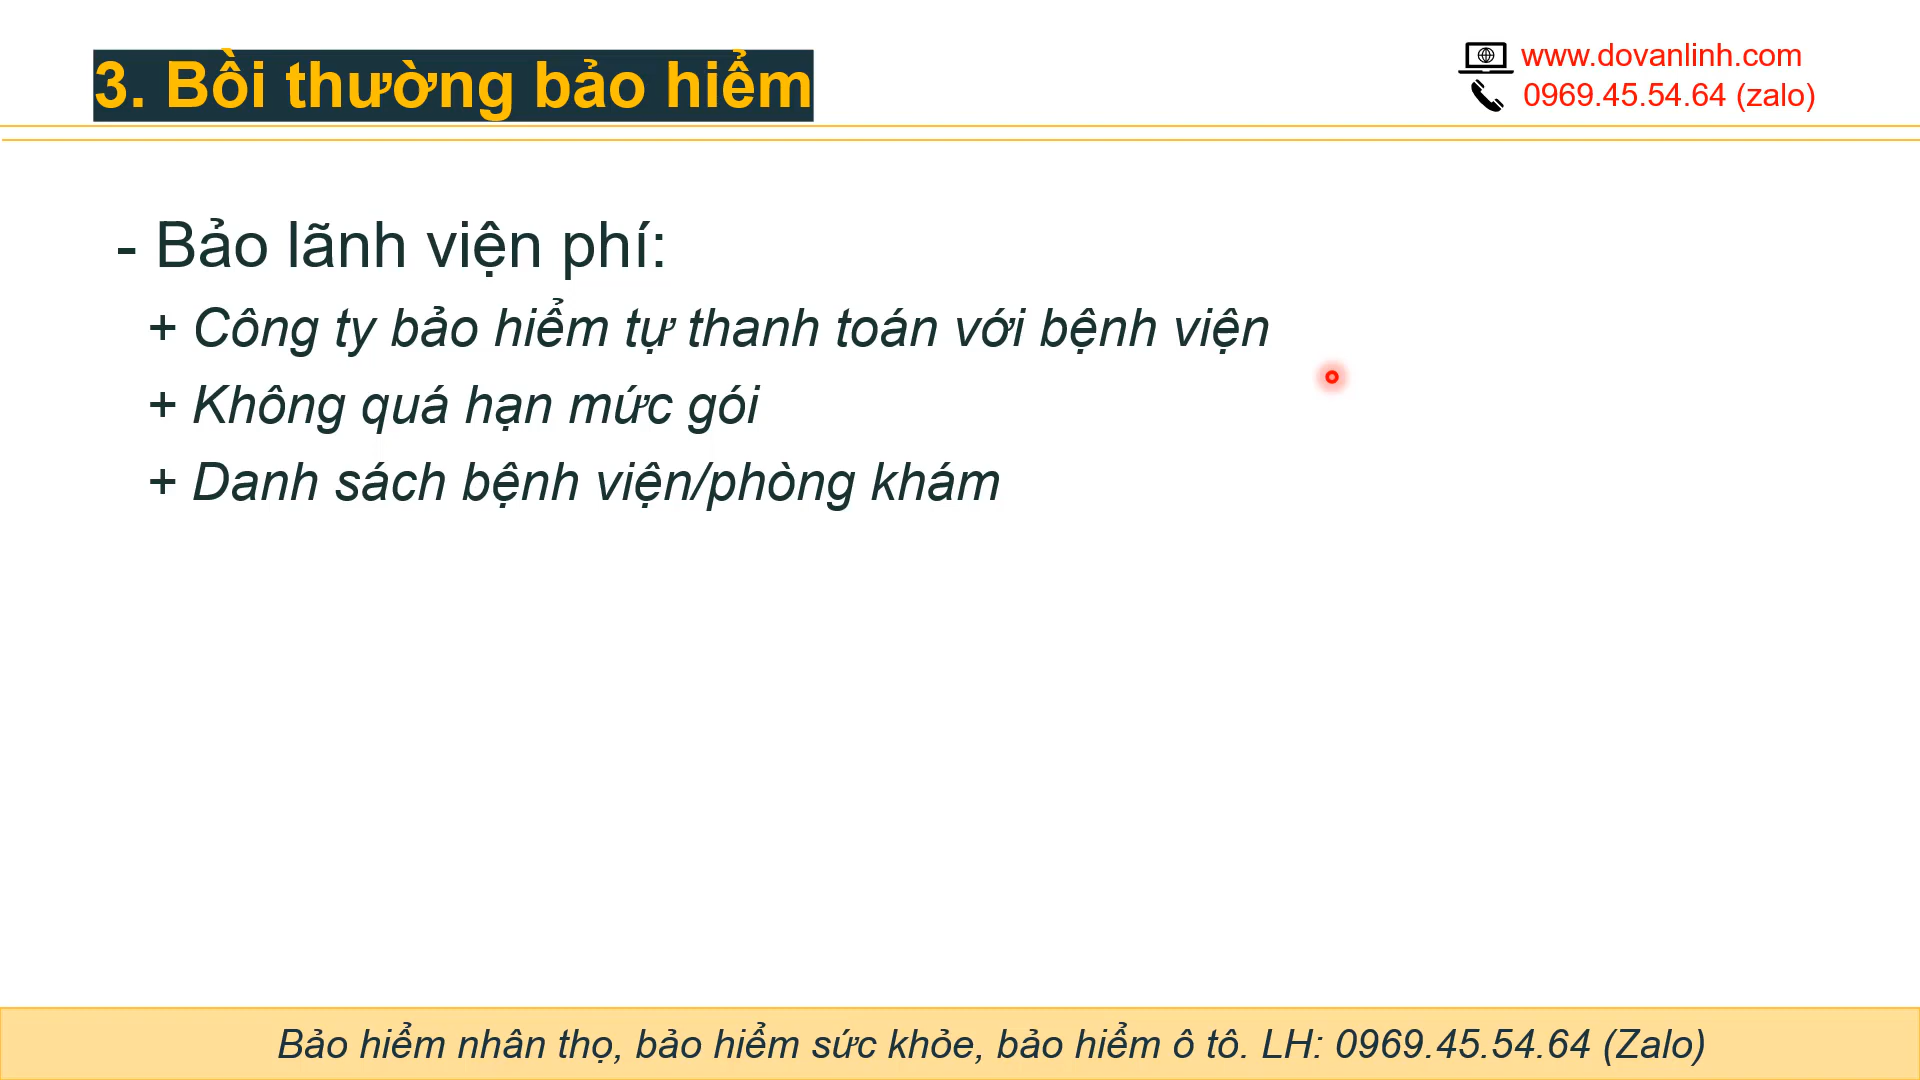 3. Bồi thường bảo hiểm
www.dovanlinh.com
0969.45.54.64 (zalo)
- Bảo lãnh viện phí:
+ Công ty bảo hiểm tự thanh toán với bệnh viện
+ Không quá hạn mức gói
+ Danh sách bệnh viện/phòng khám
Bảo hiểm nhân thọ, bảo hiểm sức khỏe, bảo hiểm ô tô. LH: 0969.45.54.64 (Zalo)